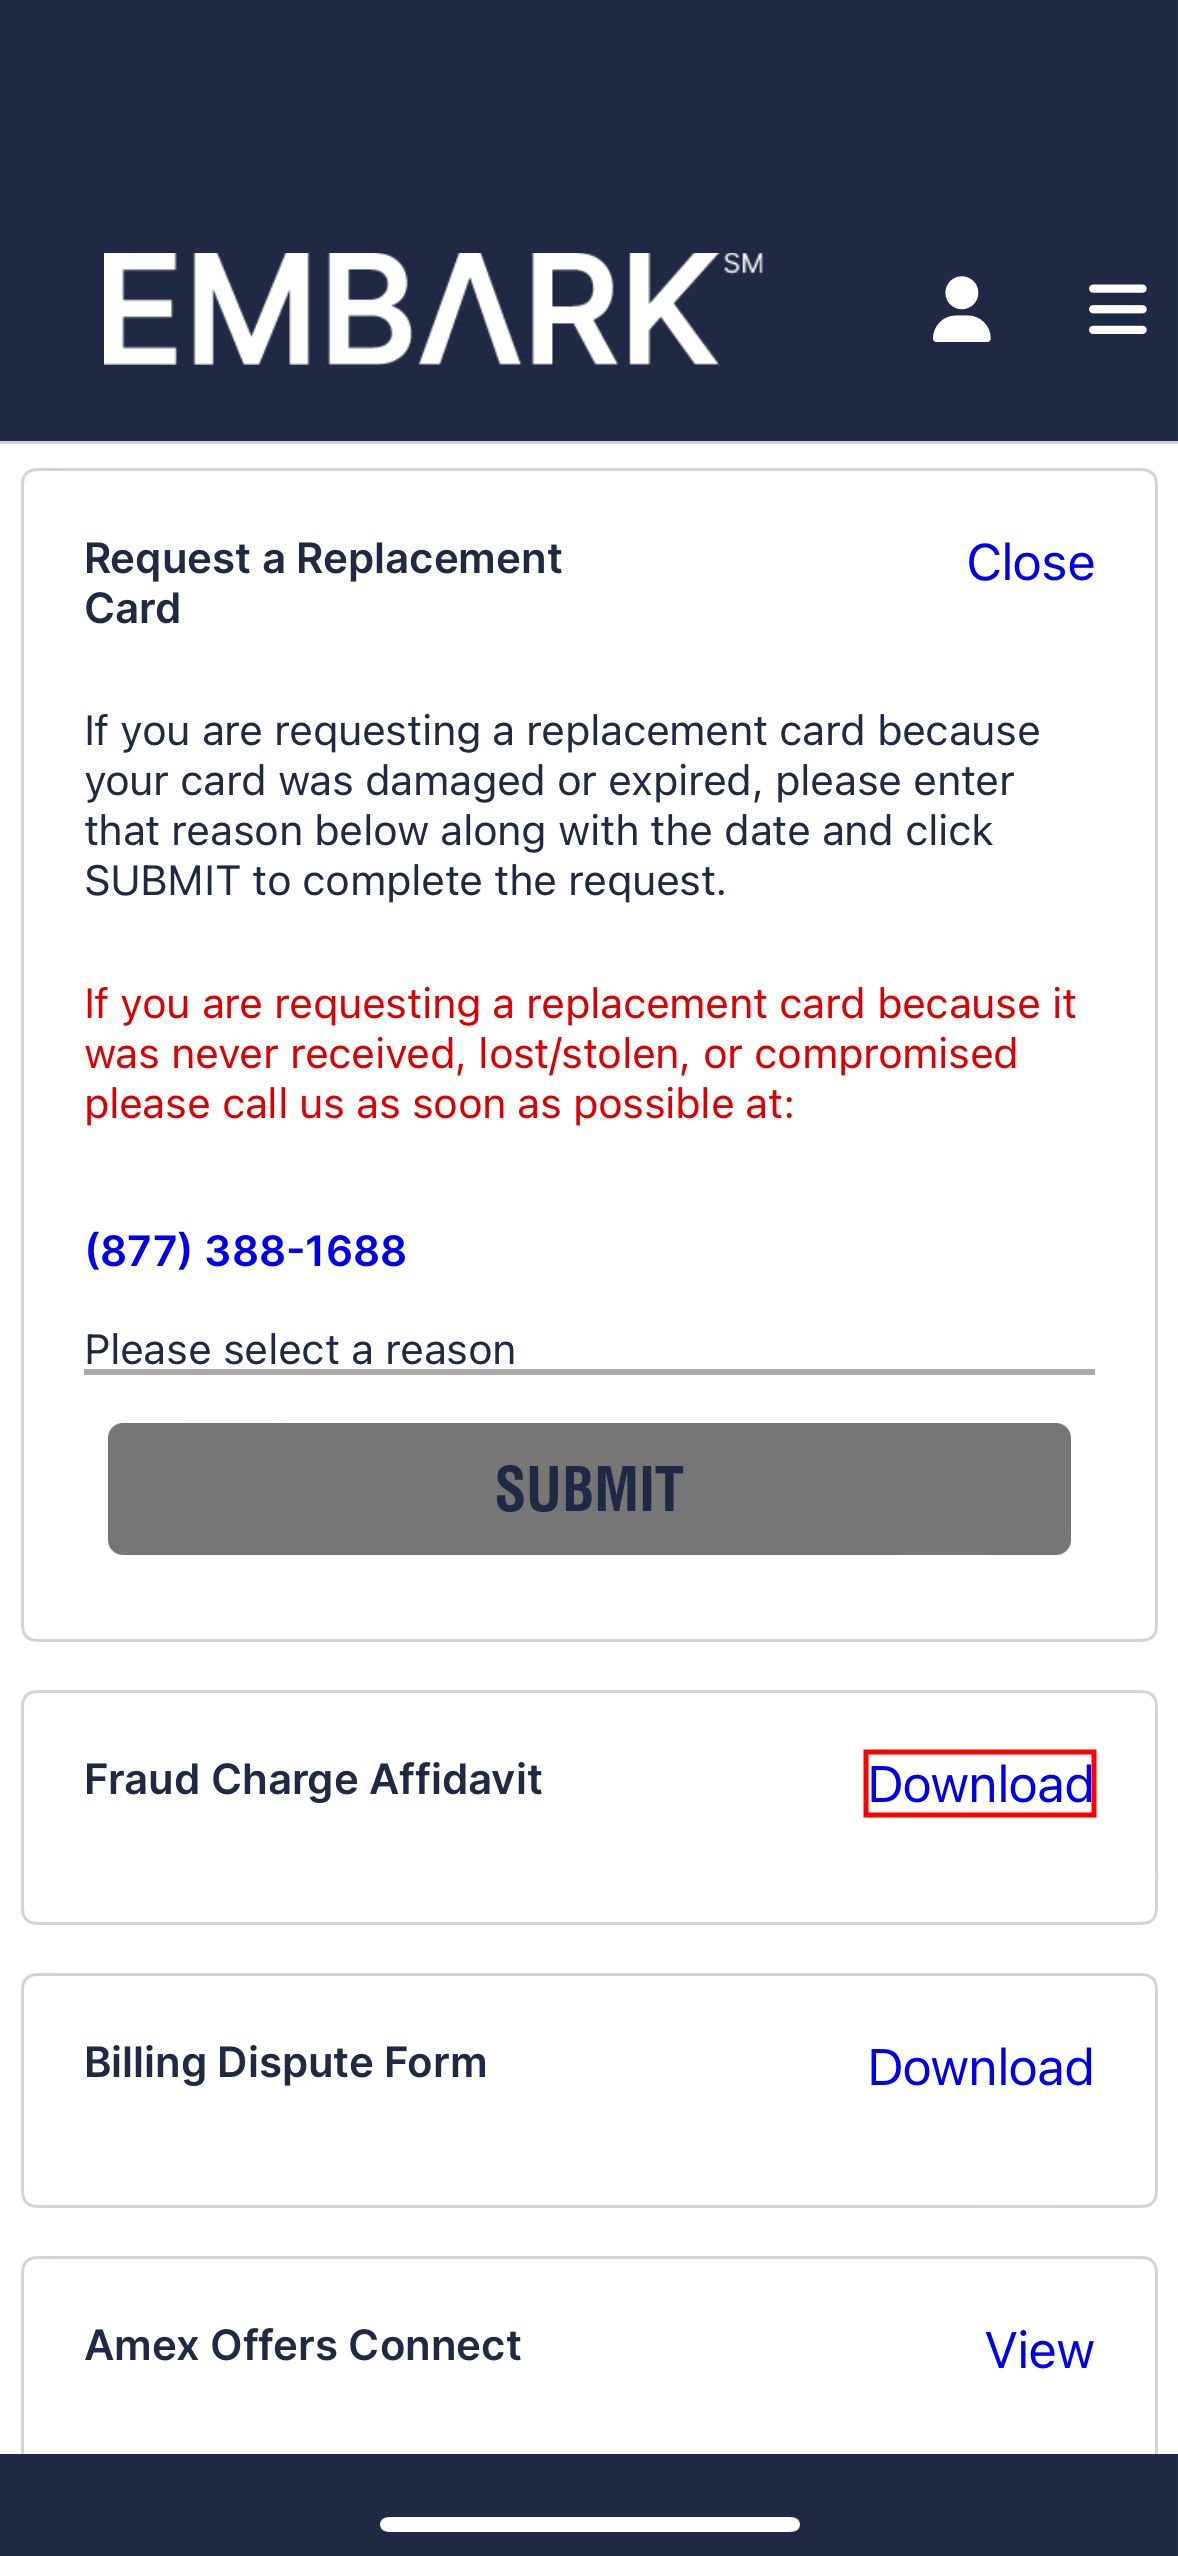 EMBARK SM
Request a Replacement
Card
Close
If you are requesting a replacement card because
your card was damaged or expired, please enter
that reason below along with the date and click
SUBMIT to complete the request.
If you are requesting a replacement card because it
was never received, lost/stolen, or compromised
please call us as soon as possible at:
(877) 388-1688
Please select a reason
SUBMIT
Fraud Charge Affidavit
Download
Billing Dispute Form
Download
Amex Offers Connect
View